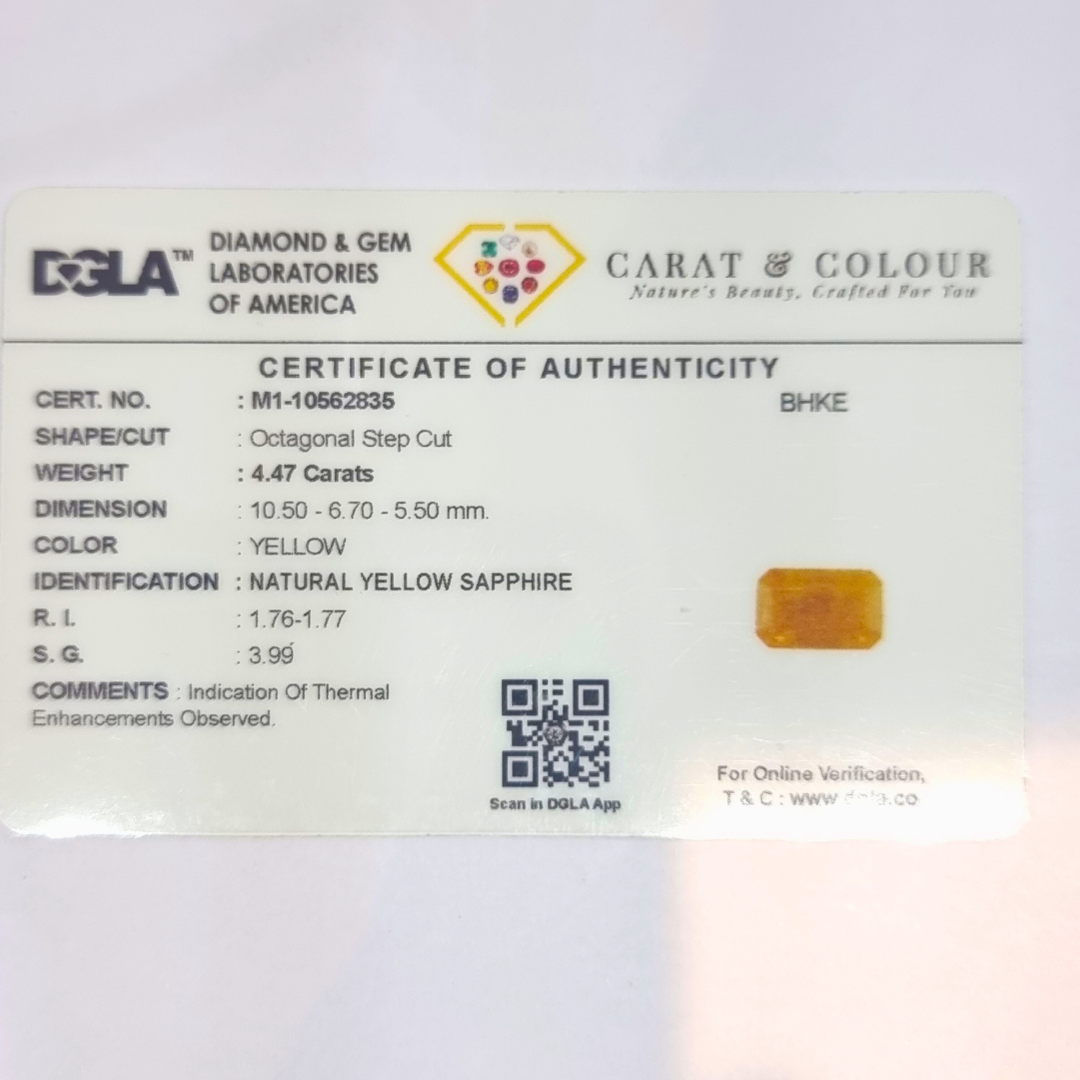 DGLA™
DIAMOND & GEM
LABORATORIES
OF AMERICA
CARAT & COLOUR
Nature's Beauty, Crafted For You
CERTIFICATE OF AUTHENTICITY
CERT. NO. : M1-10562835
BHKE
SHAPE/CUT : Octagonal Step Cut
WEIGHT : 4.47 Carats
DIMENSION : 10.50 - 6.70 - 5.50 mm.
COLOR : YELLOW
IDENTIFICATION : NATURAL YELLOW SAPPHIRE
R. I. : 1.76-1.77
S. G. : 3.99
COMMENTS : Indication Of Thermal
Enhancements Observed.
Scan in DGLA App
For Online Verification,
T & C : www